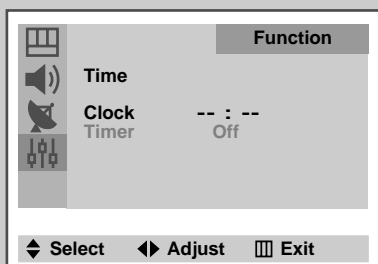 Function
Time
Clock -- : --
Timer Off
Select Adjust Exit